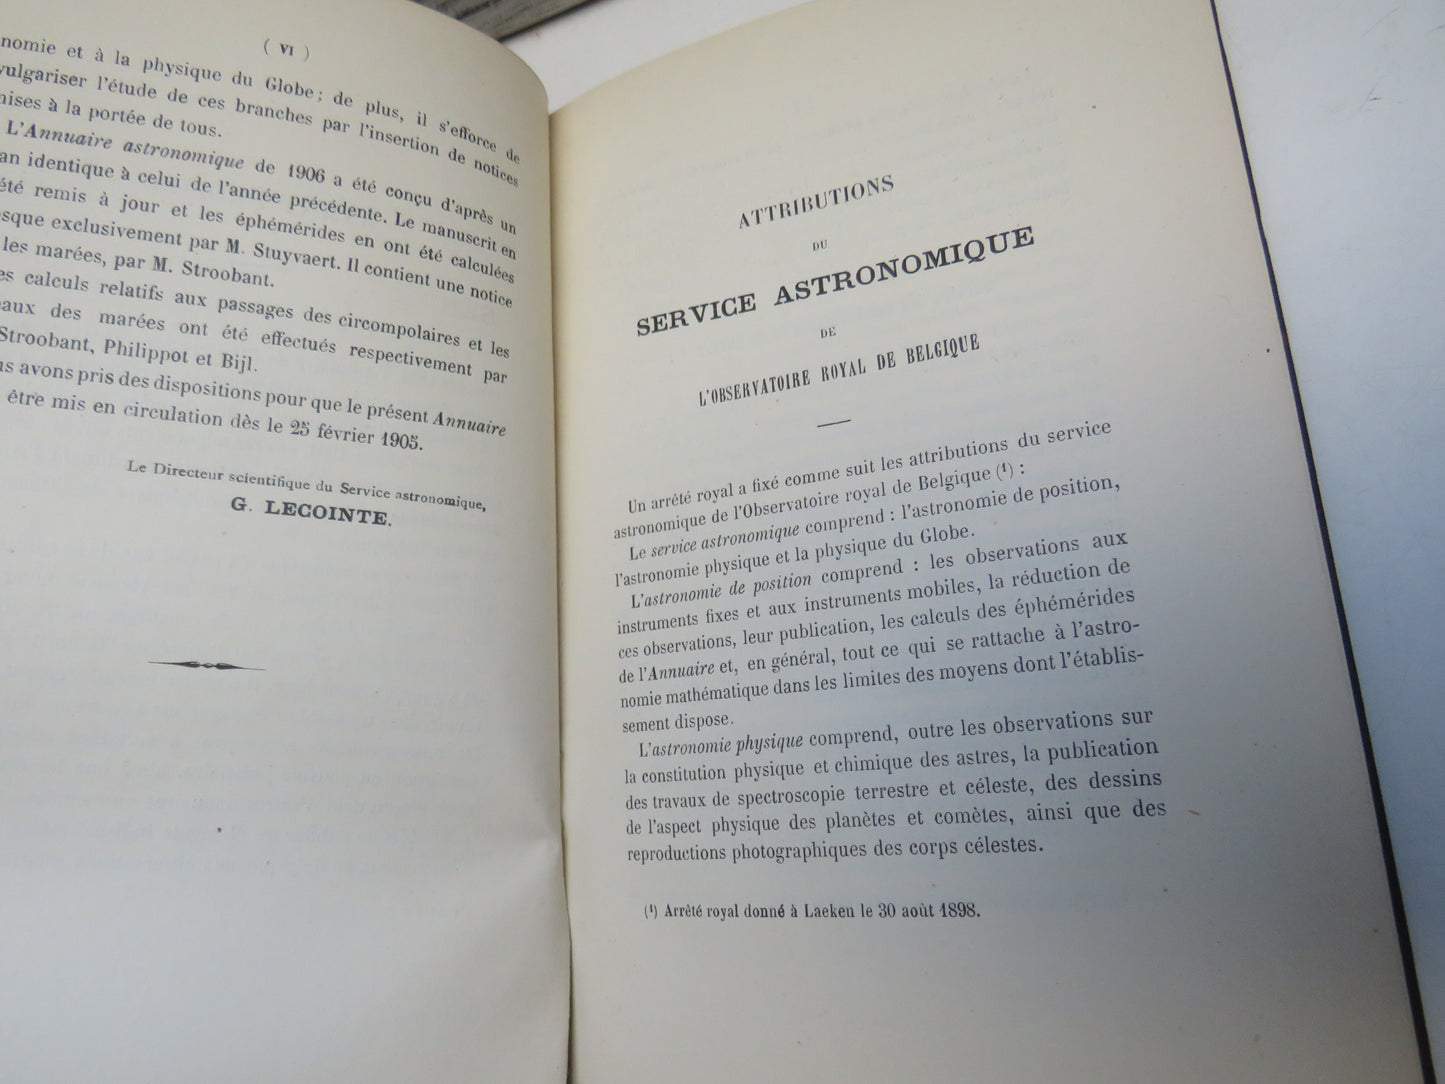 ( VI )
nomie et à la physique du Globe; de plus, il s'efforce de
vulgariser l'étude de ces branches par l'insertion de notices
mises à la portée de tous.
L'Annuaire astronomique de 1906 a été conçu d'après un
an identique à celui de l'année précédente. Le manuscrit en
été remis à jour et les éphémérides en ont été calculées
esque exclusivement par M. Stuyvaert. Il contient une notice
les marées, par M. Stroobant.
es calculs relatifs aux passages des circompolaires et les
aux des marées ont été effectués respectivement par
Stroobant, Philippot et Bijl.
us avons pris des dispositions pour que le présent Annuaire
être mis en circulation dès le 25 février 1905.
Le Directeur scientifique du Service astronomique,
G. LECOINTE.
ATTRIBUTIONS
DU
SERVICE ASTRONOMIQUE
DE
L'OBSERVATOIRE ROYAL DE BELGIQUE
Un arrêté royal a fixé comme suit les attributions du service
astronomique de l'Observatoire royal de Belgique (1) :
Le service astronomique comprend : l'astronomie de position,
l'astronomie physique et la physique du Globe.
L'astronomie de position comprend : les observations aux
instruments fixes et aux instruments mobiles, la réduction de
ces observations, leur publication, les calculs des éphémérides
de l'Annuaire et, en général, tout ce qui se rattache à l'astro-
nomie mathématique dans les limites des moyens dont l'établis-
sement dispose.
L'astronomie physique comprend, outre les observations sur
la constitution physique et chimique des astres, la publication
des travaux de spectroscopie terrestre et céleste, des dessins
de l'aspect physique des planètes et comètes, ainsi que des
reproductions photographiques des corps célestes.
(1) Arrêté royal donné à Laeken le 30 août 1898.